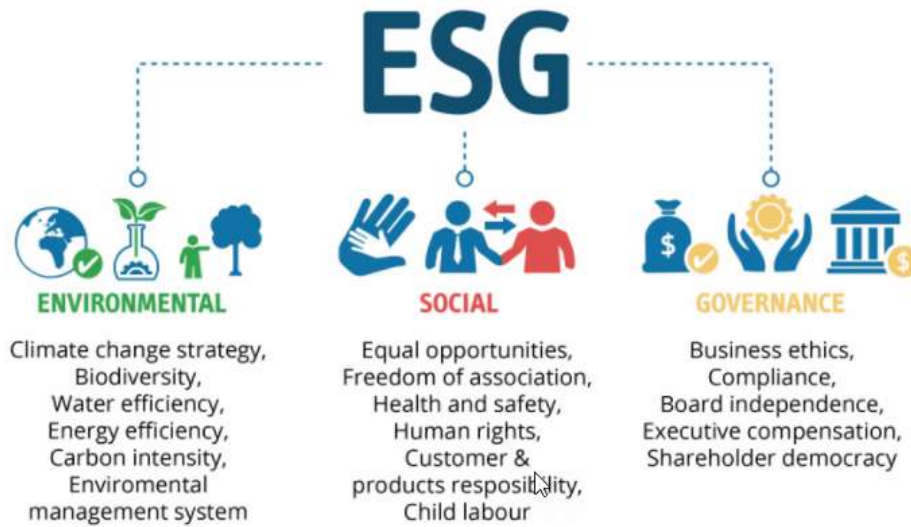 ESG
ENVIRONMENTAL
Climate change strategy,
Biodiversity,
Water efficiency,
Energy efficiency,
Carbon intensity,
Enviromental
management system
SOCIAL
Equal opportunities,
Freedom of association,
Health and safety,
Human rights,
Customer &
products resposibility,
Child labour
$
$
GOVERNANCE
Business ethics,
Compliance,
Board independence,
Executive compensation,
Shareholder democracy